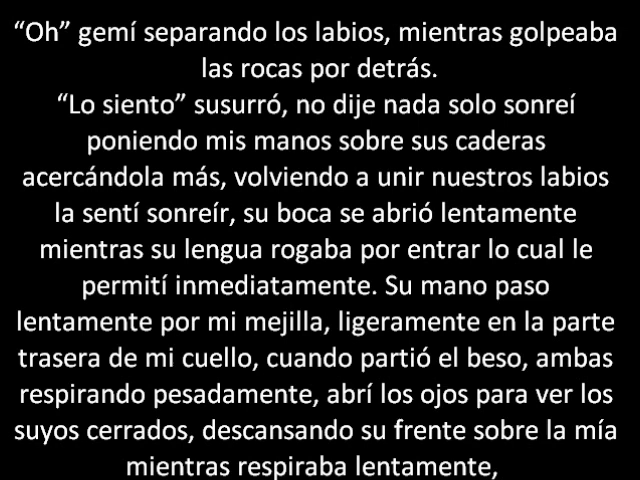 “Oh” gemí separando los labios, mientras golpeaba
las rocas por detrás.
“Lo siento” susurró, no dije nada solo sonreí
poniendo mis manos sobre sus caderas
acercándola más, volviendo a unir nuestros labios
la sentí sonreír, su boca se abrió lentamente
mientras su lengua rogaba por entrar lo cual le
permití inmediatamente. Su mano paso
lentamente por mi mejilla, ligeramente en la parte
trasera de mi cuello, cuando partió el beso, ambas
respirando pesadamente, abrí los ojos para ver los
suyos cerrados, descansando su frente sobre la mía
mientras respiraba lentamente,